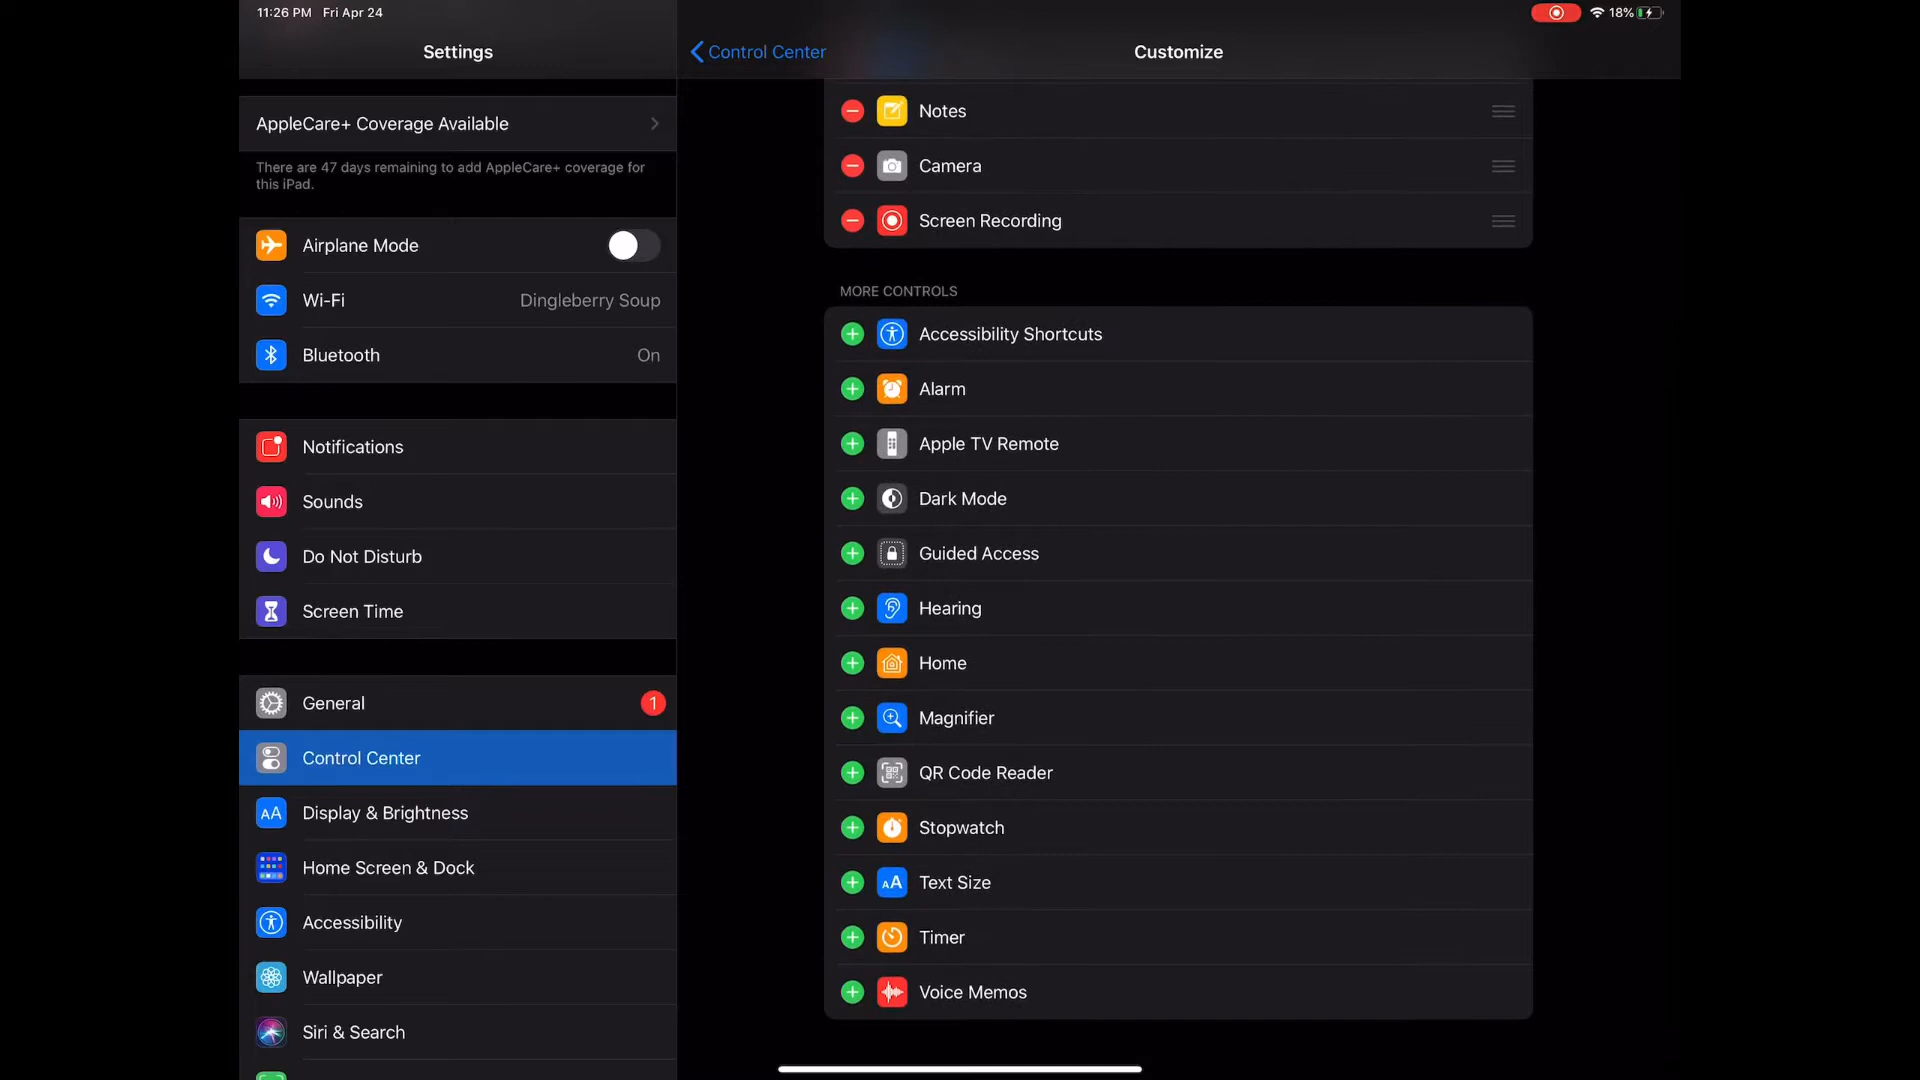 11:26 PM Fri Apr 24
18%
Settings
Control Center
Customize
AppleCare+ Coverage Available
There are 47 days remaining to add AppleCare+ coverage for
this iPad.
Airplane Mode
Wi-Fi Dingleberry Soup
Bluetooth On
Notifications
Sounds
Do Not Disturb
Screen Time
General 1
Control Center
AA Display & Brightness
Home Screen & Dock
Accessibility
Wallpaper
Siri & Search
Notes
Camera
Screen Recording
MORE CONTROLS
Accessibility Shortcuts
Alarm
Apple TV Remote
Dark Mode
Guided Access
Hearing
Home
Magnifier
QR Code Reader
Stopwatch
AA Text Size
Timer
Voice Memos